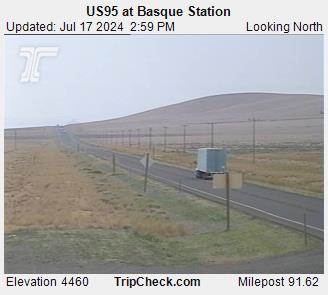 US95 at Basque Station
Updated: Jul 17 2024 2:59 PM Looking North
Elevation 4460 TripCheck.com Milepost 91.62